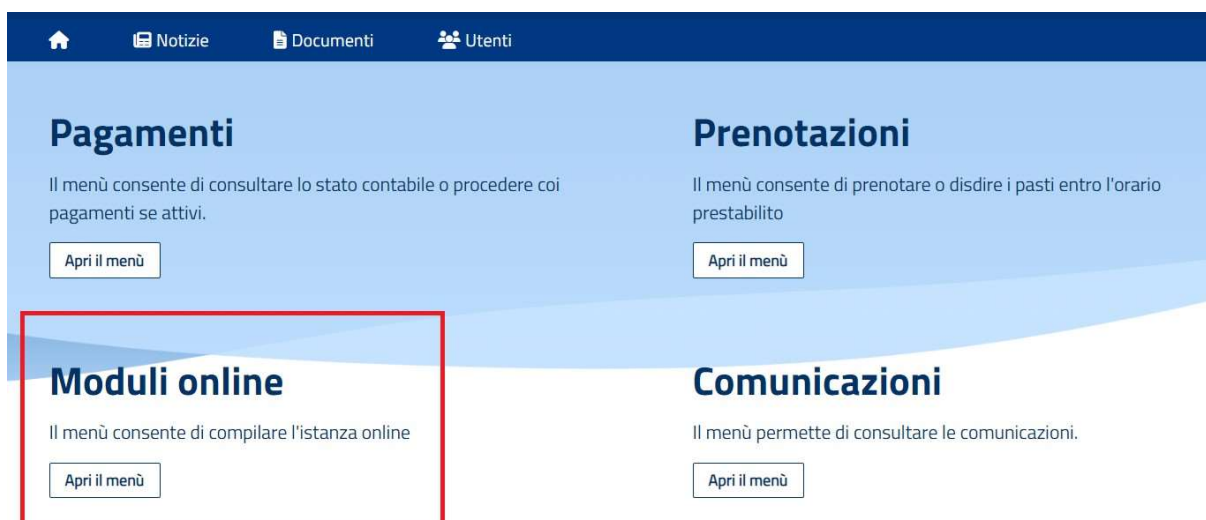 Notizie Documenti Utenti
Pagamenti
Il menù consente di consultare lo stato contabile o procedere coi
pagamenti se attivi.
Apri il menù
Prenotazioni
Il menù consente di prenotare o disdire i pasti entro l'orario
prestabilito
Apri il menù
Moduli online
Il menù consente di compilare l'istanza online
Apri il menù
Comunicazioni
Il menù permette di consultare le comunicazioni.
Apri il menù